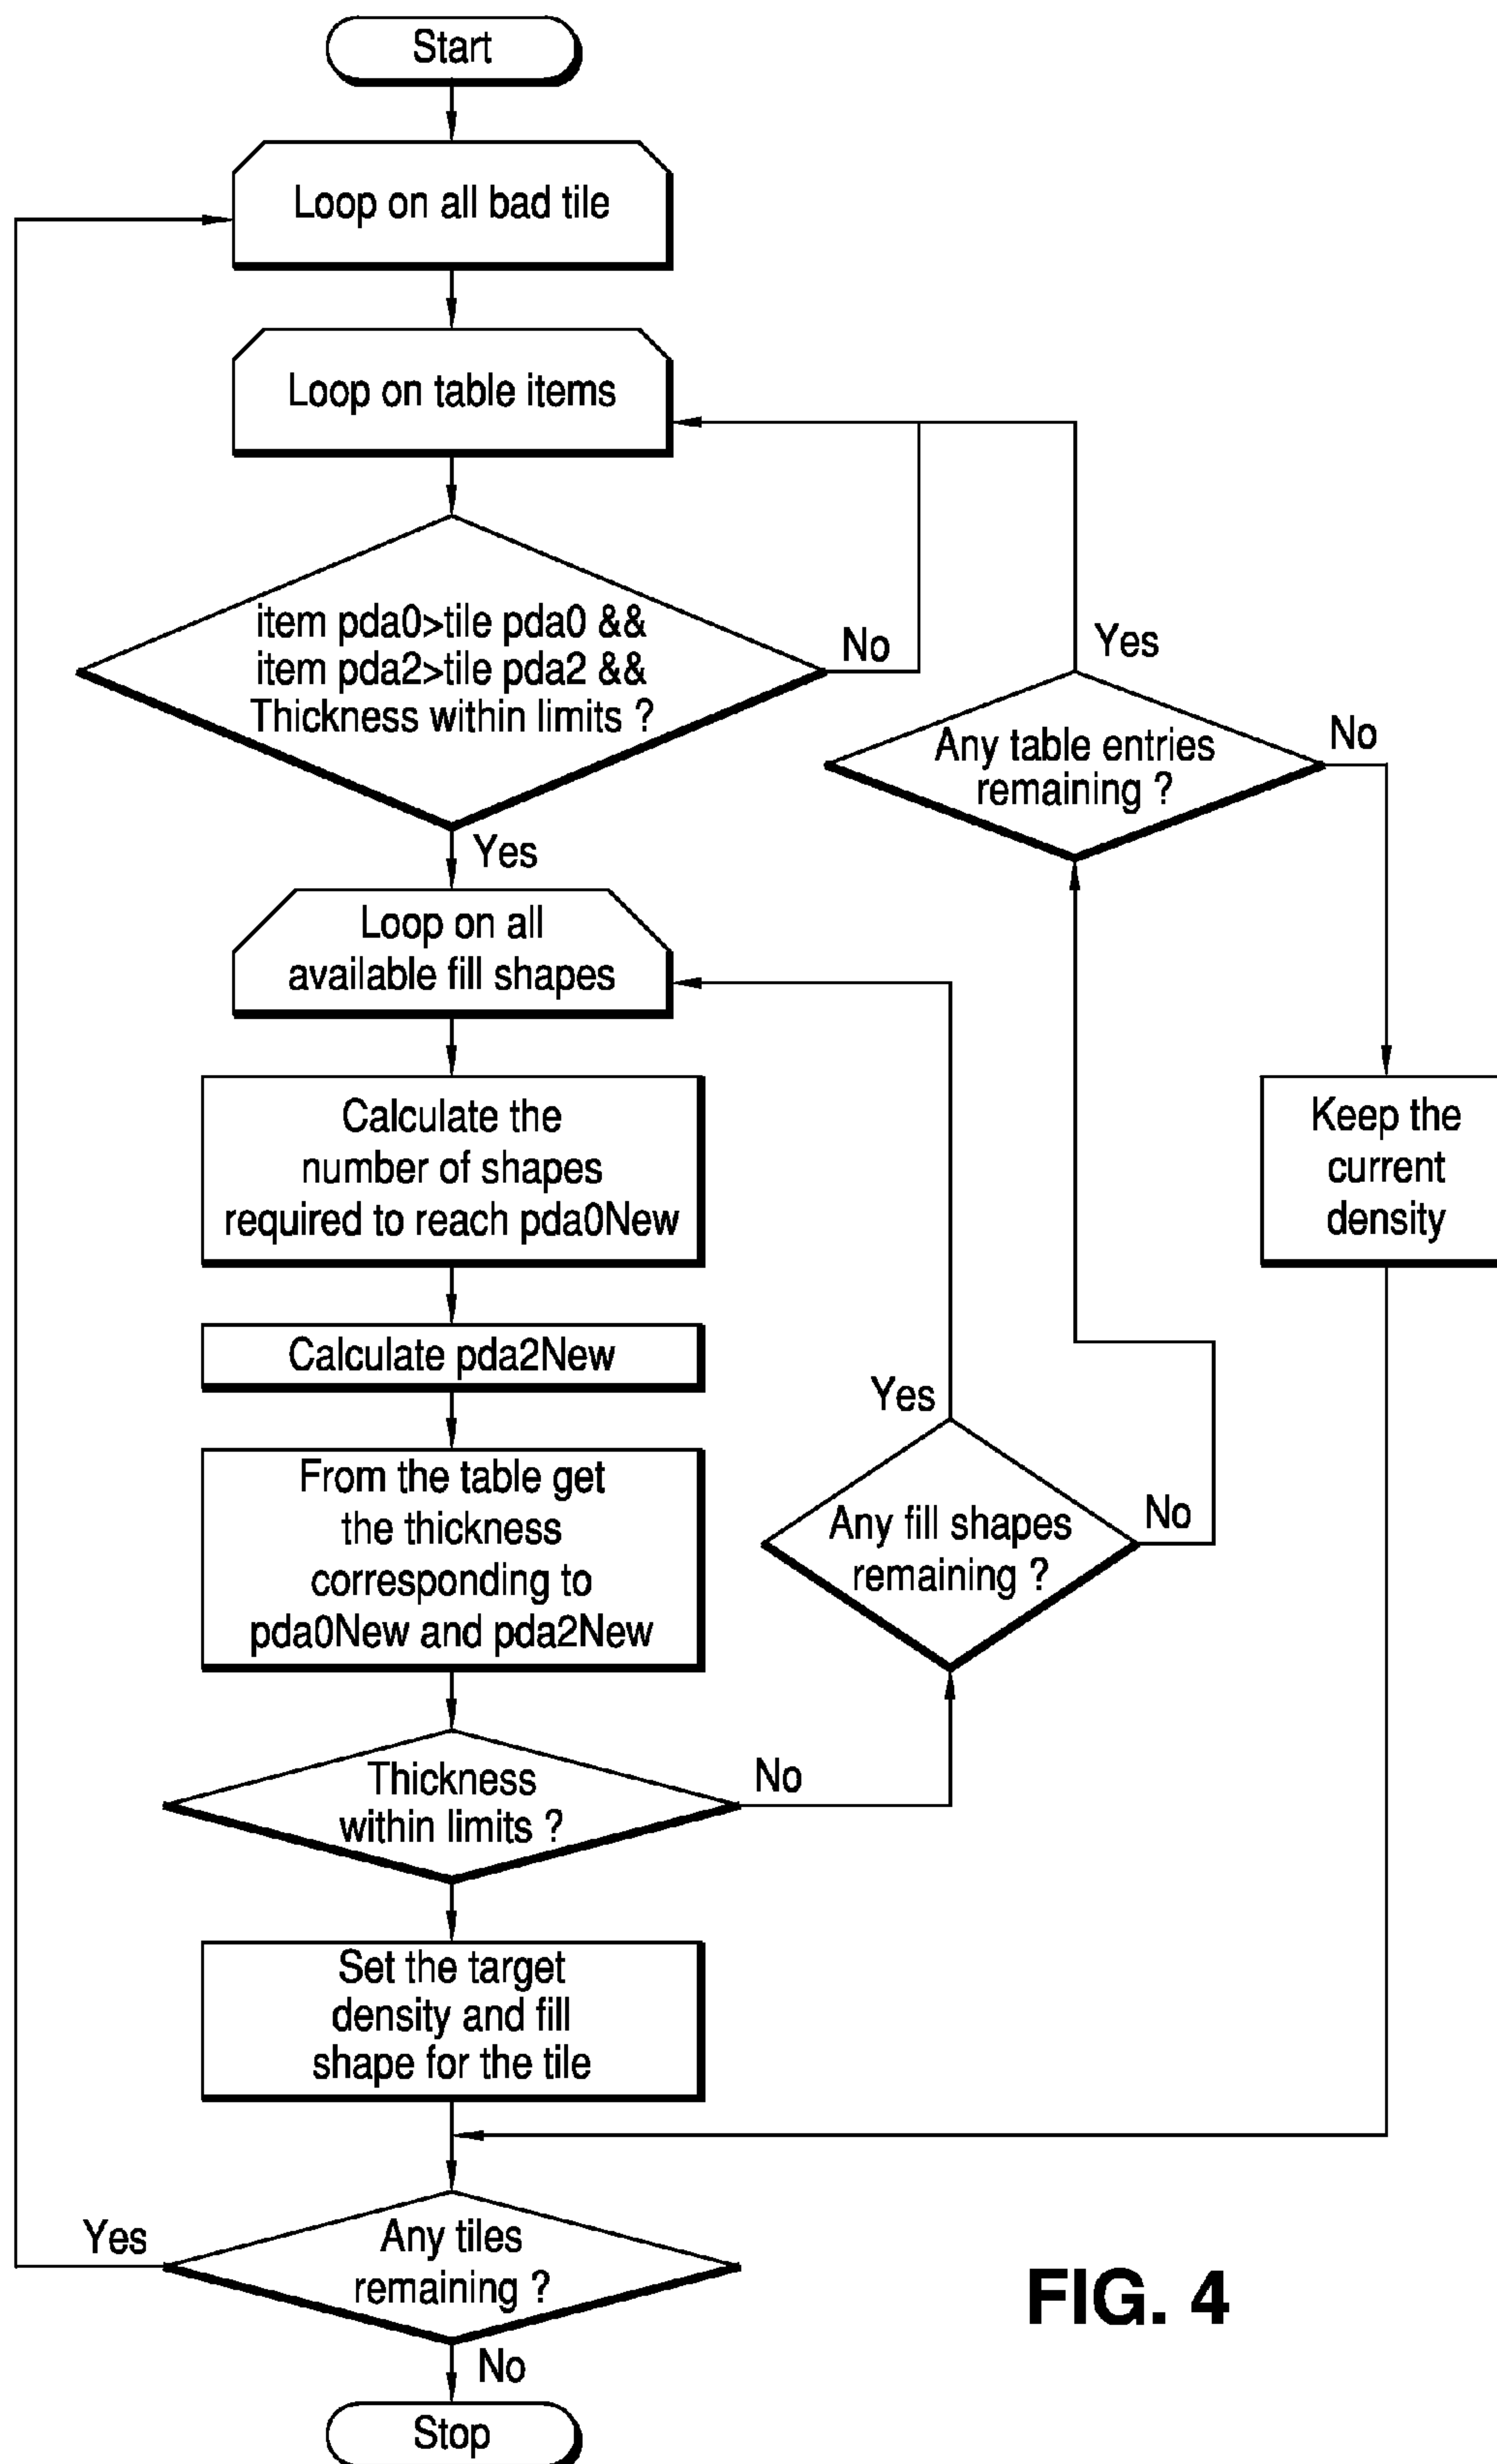 Start
Loop on all bad tile
Loop on table items
item pda0>tile pda0 &&
item pda2>tile pda2 &&
Thickness within limits ?
No
Yes
Any table entries
remaining ?
Yes
No
Loop on all
available fill shapes
Calculate the
number of shapes
required to reach pda0New
Keep the
current
density
Calculate pda2New
From the table get
the thickness
corresponding to
pda0New and pda2New
Yes
Any fill shapes
remaining ?
No
Thickness
within limits ?
No
Set the target
density and fill
shape for the tile
Any tiles
remaining ?
Yes
No
Stop
FIG. 4